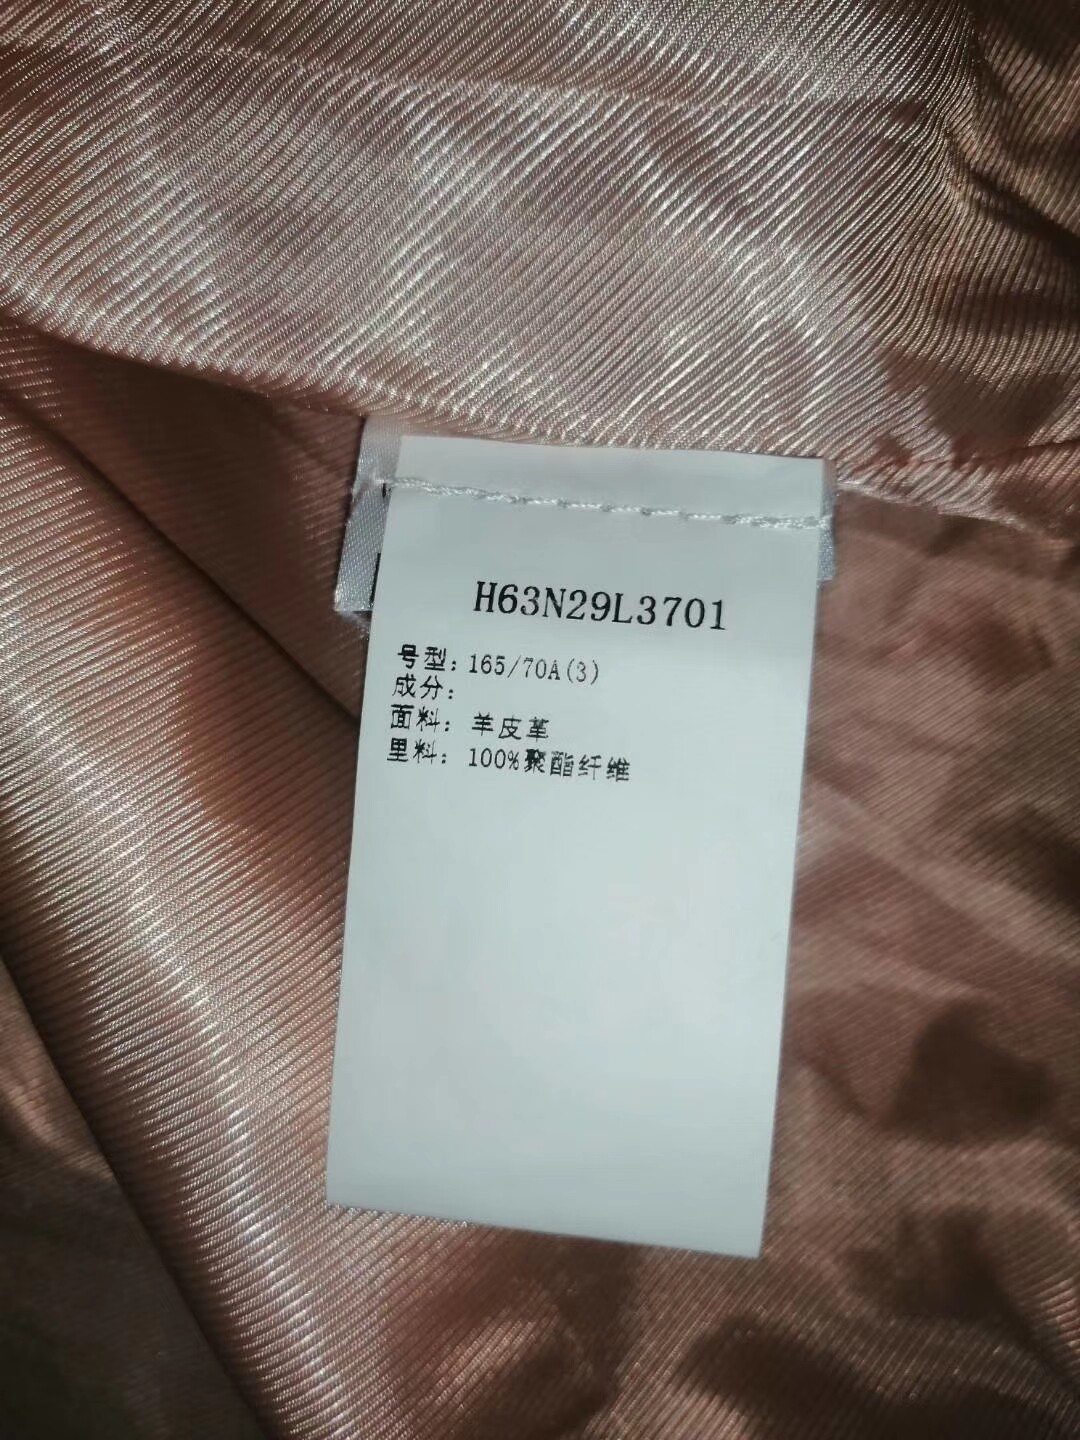 H63N29L3701
号型: 165/70A(3)
成分:
面料: 羊皮革
里料: 100%聚酯纤维